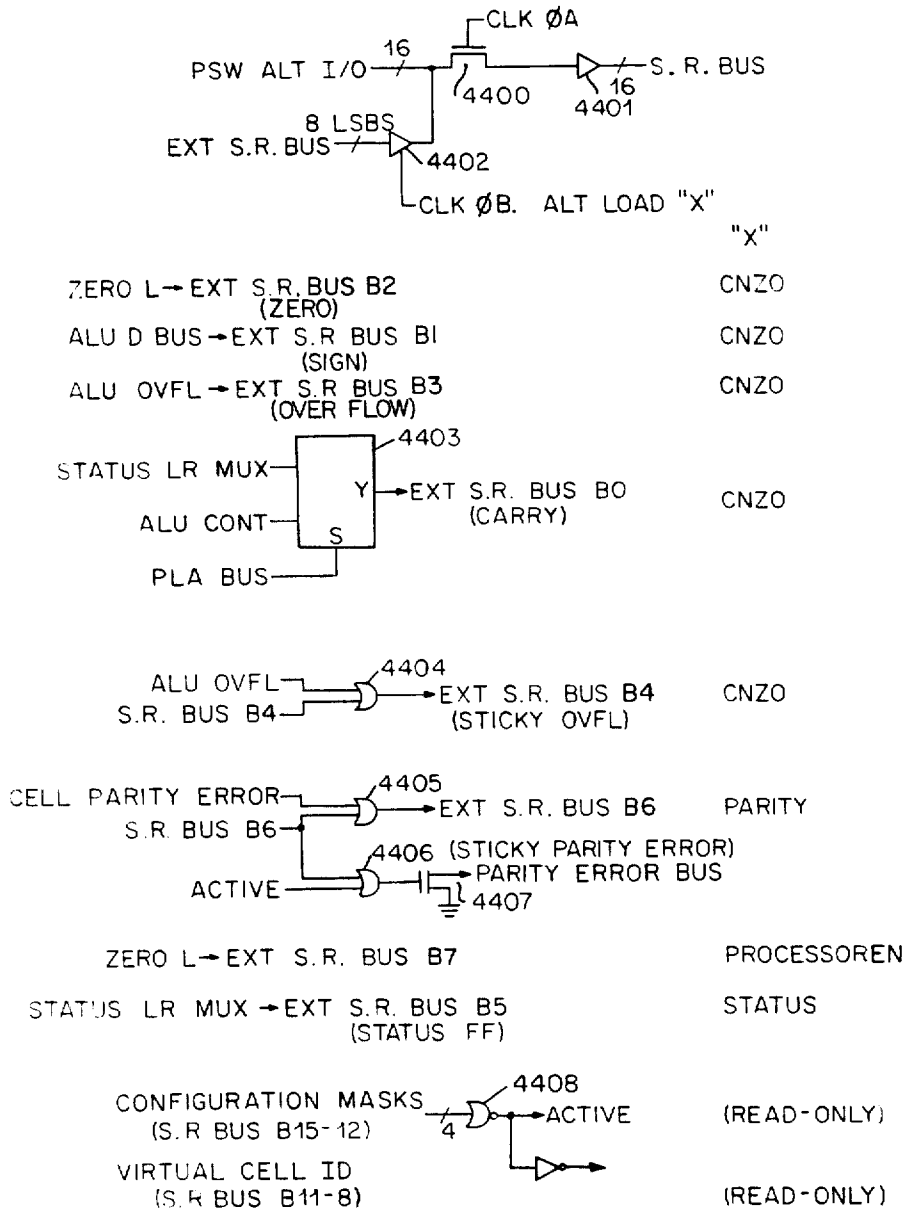 CLK ØA
16
PSW ALT I/O
S.R.BUS
4400
16
4401
8 LSBS
EXT S.R.BUS
4402
CLK ØB. ALT LOAD "X"
"X"
ZERO L→EXT S.R.BUS B2 CNZO
(ZERO)
ALU D BUS→EXT S.R BUS B1 CNZO
(SIGN)
ALU OVFL→EXT S.R BUS B3 CNZO
(OVER FLOW)
4403
STATUS LR MUX
Y
EXT S.R. BUS B0 CNZO
(CARRY)
ALU CONT
S
PLA BUS
4404
ALU OVFL
EXT S.R. BUS B4 CNZO
S.R. BUS B4
(STICKY OVFL)
4405
CELL PARITY ERROR
EXT S.R. BUS B6 PARITY
S.R. BUS B6
4406 (STICKY PARITY ERROR)
PARITY ERROR BUS
ACTIVE
4407
ZERO L→EXT S.R. BUS B7 PROCESSOREN
STATUS LR MUX→EXT S.R. BUS B5 STATUS
(STATUS FF)
4408
CONFIGURATION MASKS
4
ACTIVE (READ-ONLY)
(S.R BUS B15-12)
VIRTUAL CELL ID
(S.R BUS B11-8) (READ-ONLY)